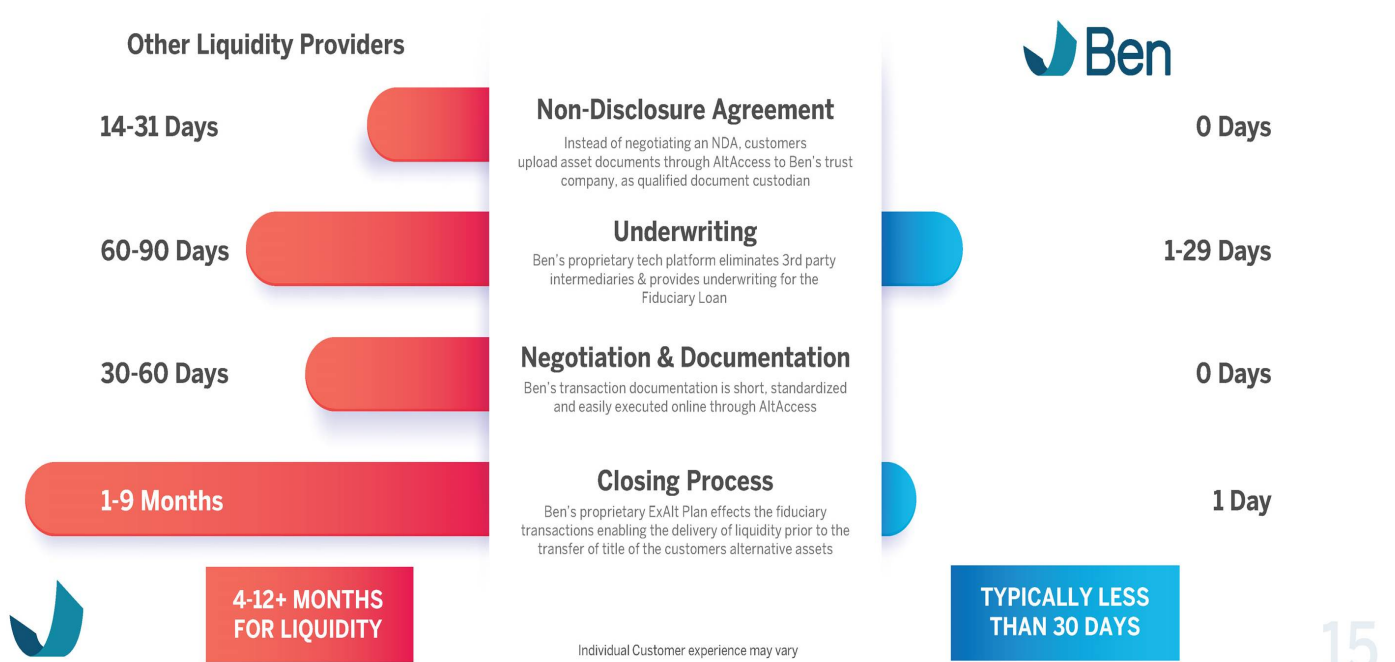 Other Liquidity Providers
Ben
14-31 Days
Non-Disclosure Agreement
Instead of negotiating an NDA, customers
upload asset documents through AltAccess to Ben's trust
company, as qualified document custodian
0 Days
60-90 Days
Underwriting
Ben's proprietary tech platform eliminates 3rd party
intermediaries & provides underwriting for the
Fiduciary Loan
1-29 Days
30-60 Days
Negotiation & Documentation
Ben's transaction documentation is short, standardized
and easily executed online through AltAccess
0 Days
1-9 Months
Closing Process
Ben's proprietary ExAlt Plan effects the fiduciary
transactions enabling the delivery of liquidity prior to the
transfer of title of the customers alternative assets
1 Day
4-12+ MONTHS
FOR LIQUIDITY
TYPICALLY LESS
THAN 30 DAYS
Individual Customer experience may vary
15